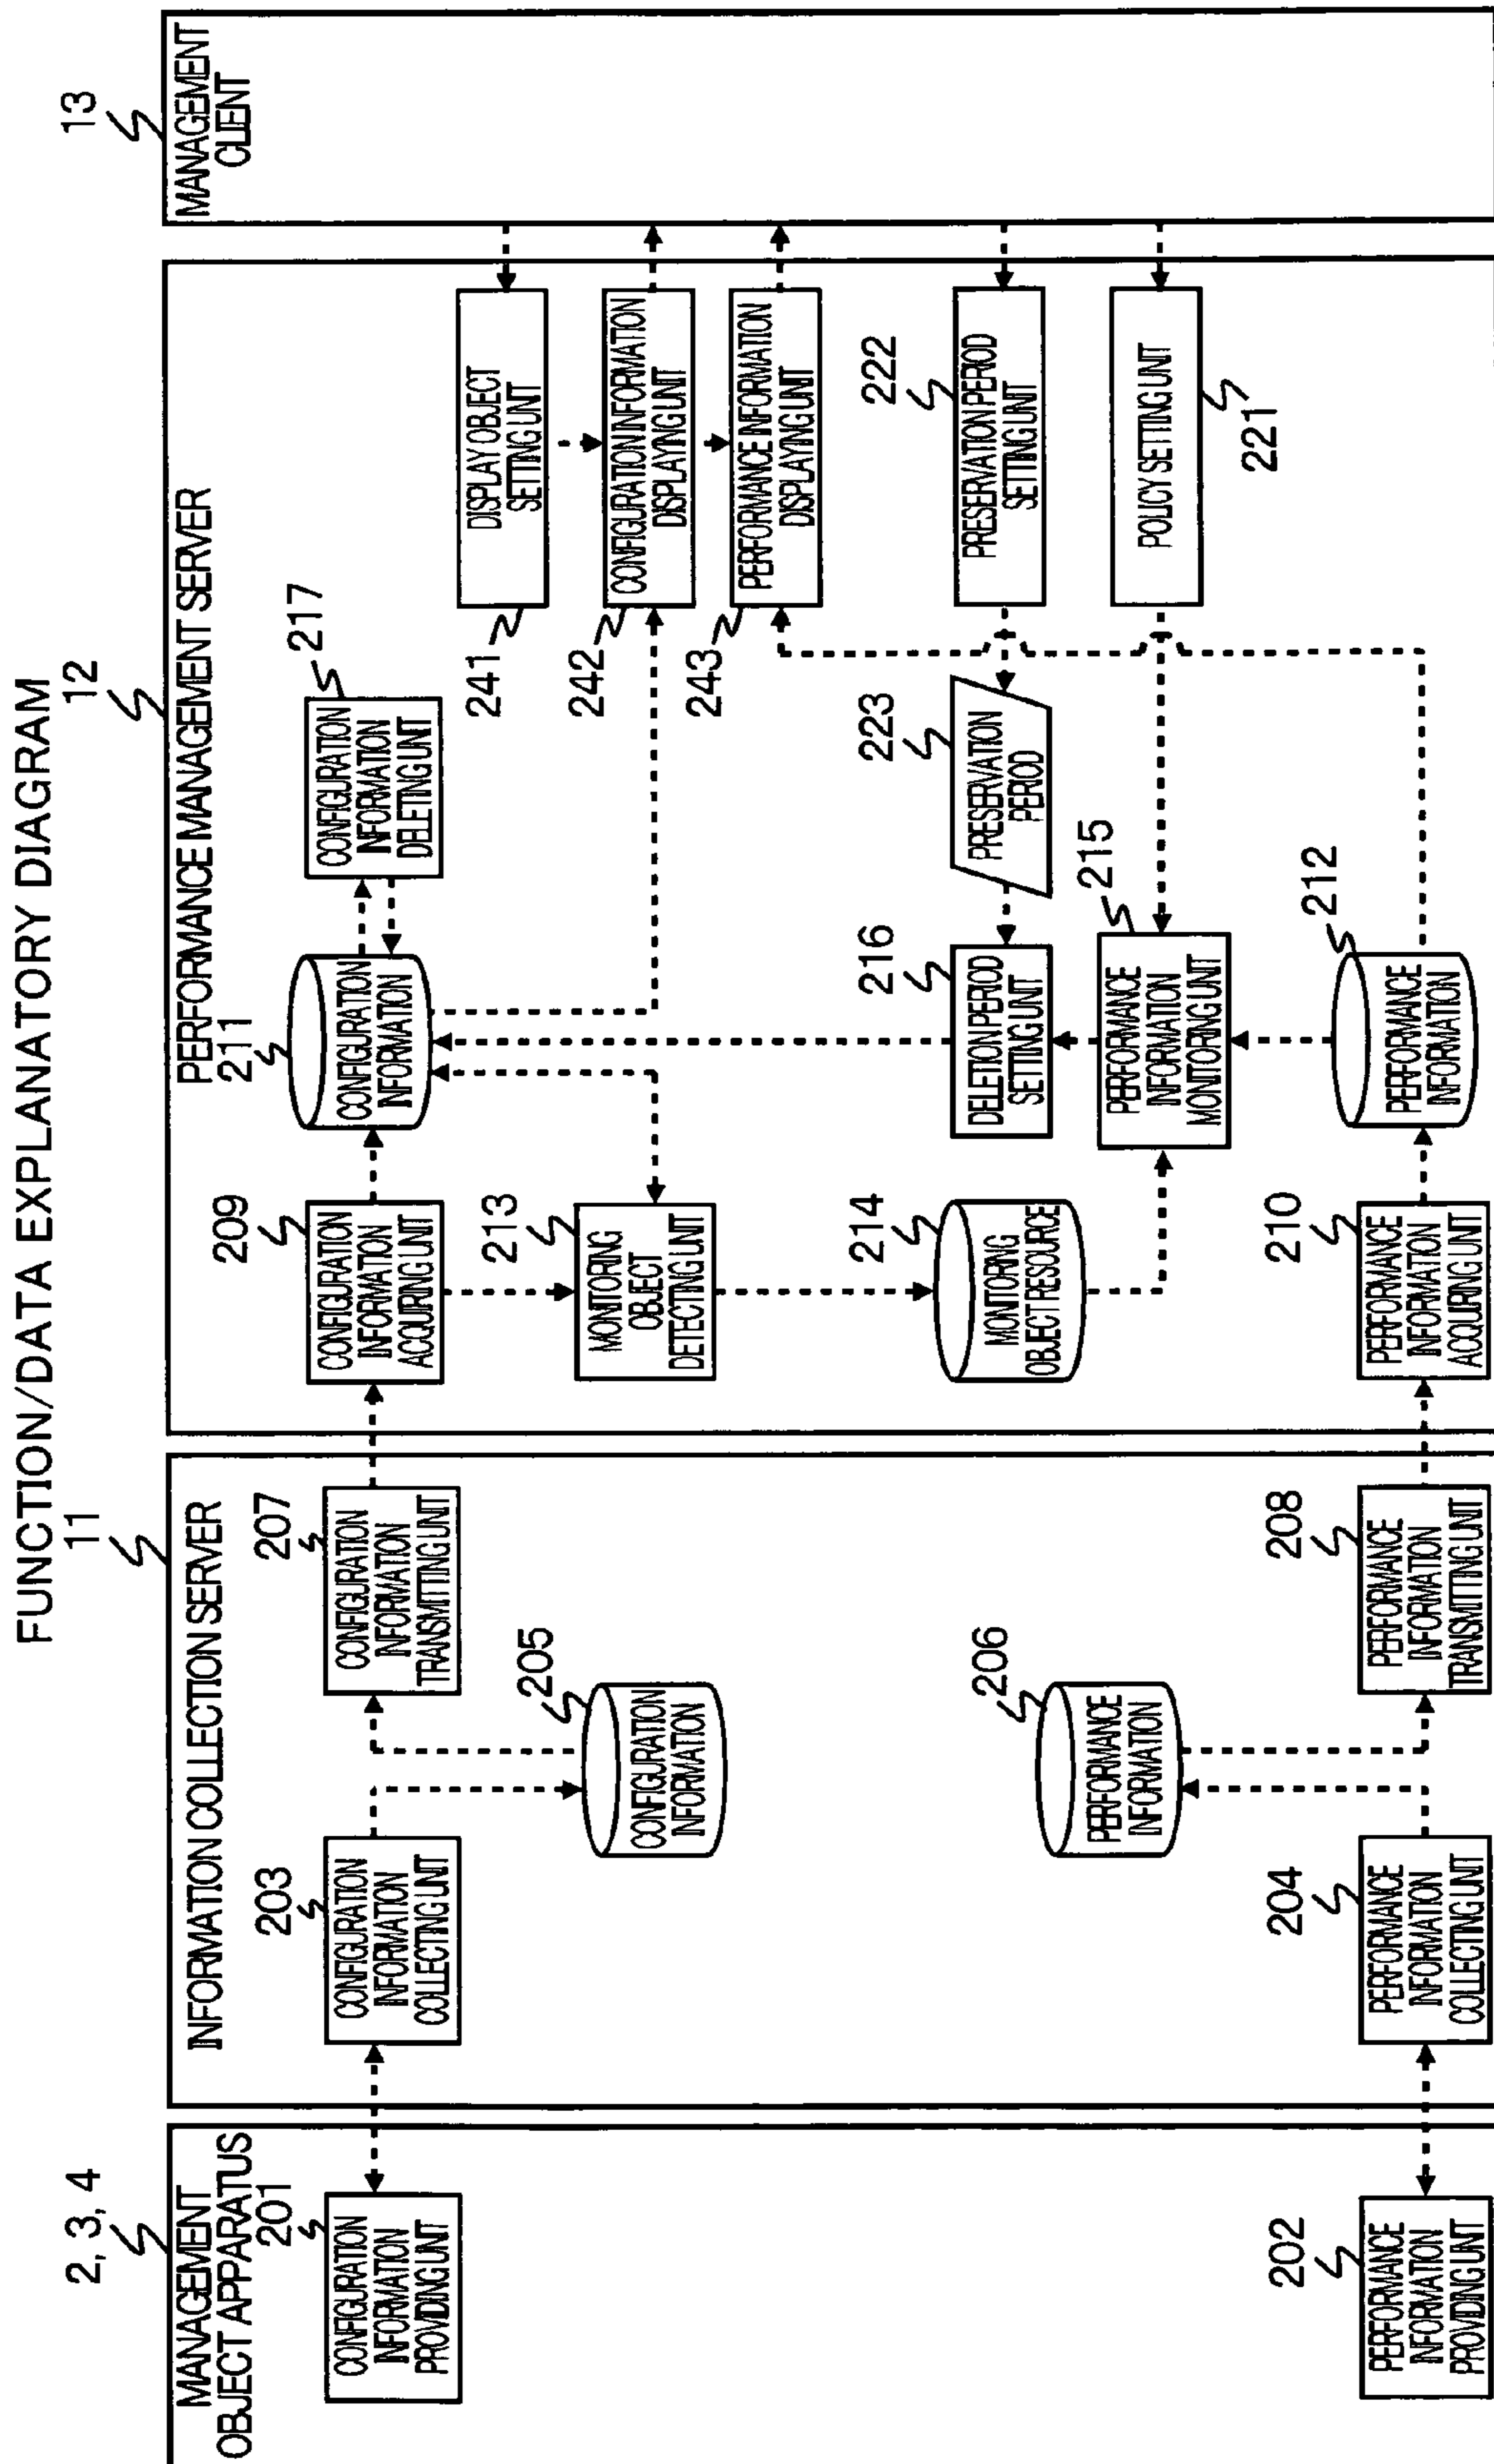 FUNCTION/DATA EXPLANATORY DIAGRAM
2, 3, 4
MANAGEMENT
OBJECT APPARATUS
201
CONFIGURATION
INFORMATION
PROVIDING UNIT
202
PERFORMANCE
INFORMATION
PROVIDING UNIT
11
INFORMATION COLLECTION SERVER
203
CONFIGURATION
INFORMATION
COLLECTING UNIT
205
CONFIGURATION
INFORMATION
207
CONFIGURATION
INFORMATION
TRANSMITTING UNIT
204
PERFORMANCE
INFORMATION
COLLECTING UNIT
206
PERFORMANCE
INFORMATION
208
PERFORMANCE
INFORMATION
TRANSMITTING UNIT
12
PERFORMANCE MANAGEMENT SERVER
209
CONFIGURATION
INFORMATION
ACQUIRING UNIT
211
CONFIGURATION
INFORMATION
217
CONFIGURATION
INFORMATION
DELETING UNIT
213
MONITORING
OBJECT
DETECTING UNIT
214
MONITORING
OBJECT RESOURCE
216
DELETION PERIOD
SETTING UNIT
215
PERFORMANCE
INFORMATION
MONITORING UNIT
210
PERFORMANCE
INFORMATION
ACQUIRING UNIT
212
PERFORMANCE
INFORMATION
223
PRESERVATION
PERIOD
241
DISPLAY OBJECT
SETTING UNIT
242
CONFIGURATION INFORMATION
DISPLAYING UNIT
243
PERFORMANCE INFORMATION
DISPLAYING UNIT
222
PRESERVATION PERIOD
SETTING UNIT
221
POLICY SETTING UNIT
13
MANAGEMENT
CLIENT